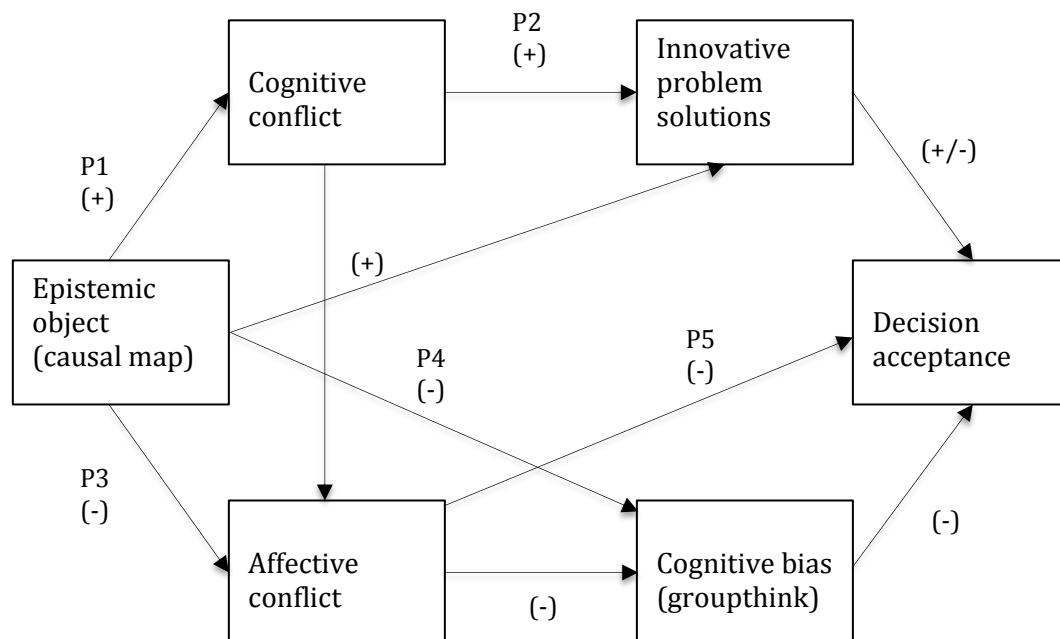 P2
(+)
Cognitive
conflict
Innovative
problem
solutions
(+/-)
P1
(+)
(+)
Epistemic
object
(causal map)
Decision
acceptance
P4
(-)
P5
(-)
P3
(-)
Affective
conflict
(-)
Cognitive bias
(groupthink)
(-)